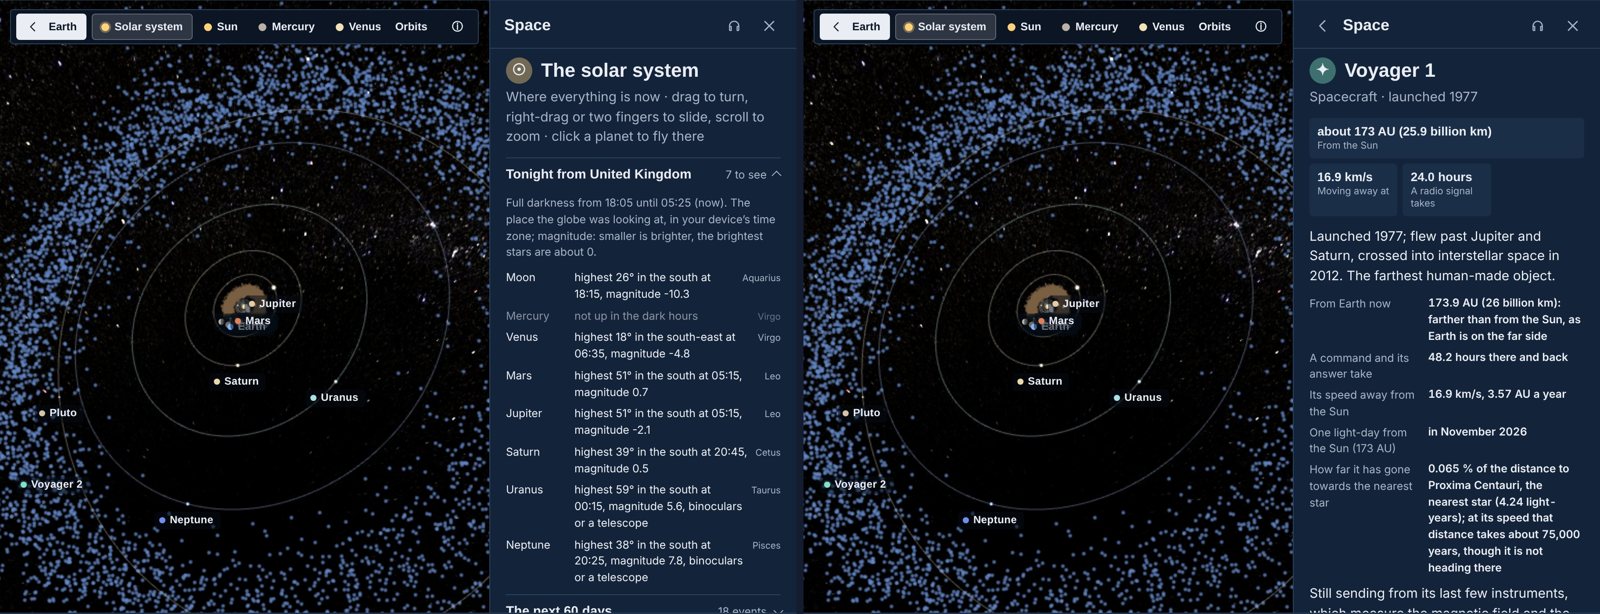 Earth
Solar system
Sun
Mercury
Venus
Orbits
Jupiter
Mars
Earth
Saturn
Uranus
Pluto
Voyager 2
Neptune
Space
The solar system
Where everything is now · drag to turn,
right-drag or two fingers to slide, scroll to
zoom · click a planet to fly there
Tonight from United Kingdom 7 to see
Full darkness from 18:05 until 05:25 (now). The
place the globe was looking at, in your device's time
zone; magnitude: smaller is brighter, the brightest
stars are about 0.
Moon highest 26° in the south at Aquarius
18:15, magnitude -10.3
Mercury not up in the dark hours Virgo
Venus highest 18° in the south-east at Virgo
06:35, magnitude -4.8
Mars highest 51° in the south at 05:15, Leo
magnitude 0.7
Jupiter highest 51° in the south at 05:15, Leo
magnitude -2.1
Saturn highest 39° in the south at 20:45, Cetus
magnitude 0.5
Uranus highest 59° in the south at Taurus
00:15, magnitude 5.6, binoculars
or a telescope
Neptune highest 38° in the south at Pisces
20:25, magnitude 7.8, binoculars
or a telescope
The next 60 days 18 events
Earth
Solar system
Sun
Mercury
Venus
Orbits
Jupiter
Mars
Earth
Saturn
Uranus
Pluto
Voyager 2
Neptune
Space
Voyager 1
Spacecraft · launched 1977
about 173 AU (25.9 billion km)
From the Sun
16.9 km/s
Moving away at
24.0 hours
A radio signal
takes
Launched 1977; flew past Jupiter and
Saturn, crossed into interstellar space in
2012. The farthest human-made object.
From Earth now 173.9 AU (26 billion km):
farther than from the Sun, as
Earth is on the far side
A command and its 48.2 hours there and back
answer take
Its speed away from 16.9 km/s, 3.57 AU a year
the Sun
One light-day from in November 2026
the Sun (173 AU)
How far it has gone 0.065 % of the distance to
towards the nearest Proxima Centauri, the
star nearest star (4.24 light-
years); at its speed that
distance takes about 75,000
years, though it is not
heading there
Still sending from its last few instruments,
which measure the magnetic field and the